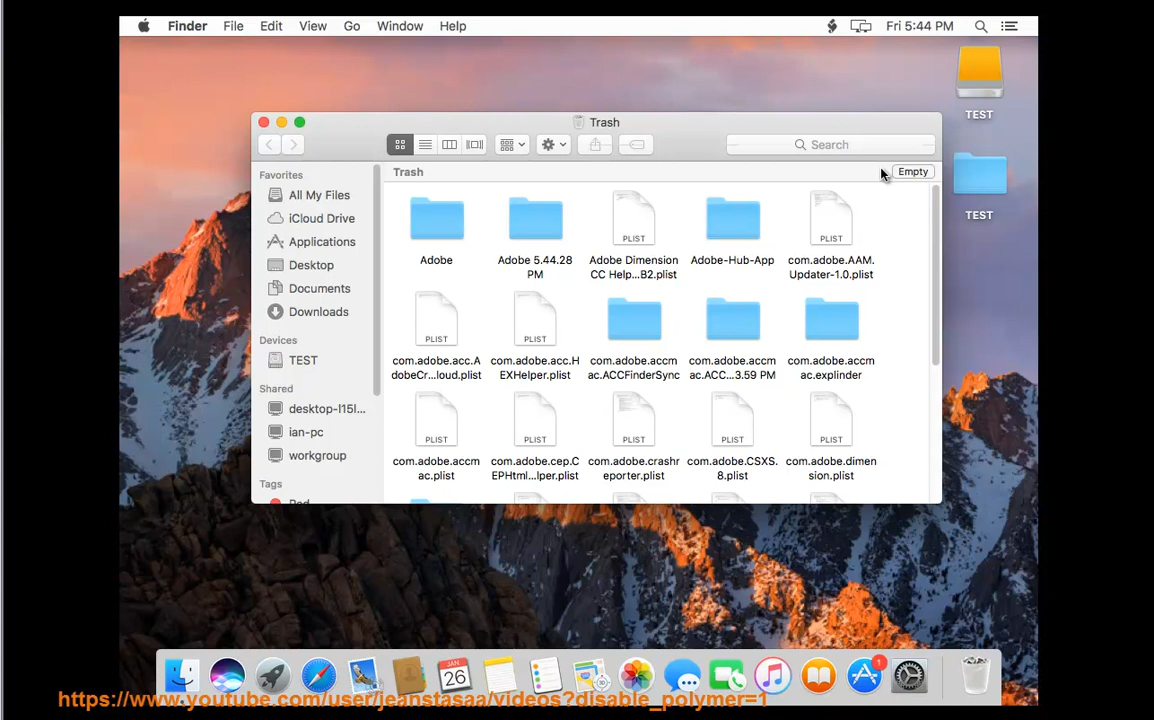 Finder File Edit View Go Window Help Fri 5:44 PM
TEST
TEST
Trash
Search
Trash
Empty
Favorites
All My Files
iCloud Drive
Applications
Desktop
Documents
Downloads
Devices
TEST
Shared
desktop-l15l...
ian-pc
workgroup
Tags
PLIST PLIST
Adobe Adobe 5.44.28 Adobe Dimension Adobe-Hub-App com.adobe.AAM.
PM CC Help...B2.plist Updater-1.0.plist
PLIST PLIST
com.adobe.acc.A com.adobe.acc.H com.adobe.accm com.adobe.accm com.adobe.accm
dobeCr...loud.plist EXHelper.plist ac.ACCFinderSync ac.ACC...3.59 PM ac.explinder
PLIST PLIST PLIST PLIST PLIST
com.adobe.accm com.adobe.cep.C com.adobe.crashr com.adobe.CSXS. com.adobe.dimen
ac.plist EPHtml...lper.plist eporter.plist 8.plist sion.plist
JAN
26
1
https://www.youtube.com/user/jeanstasaa/videos?disable_polymer=1